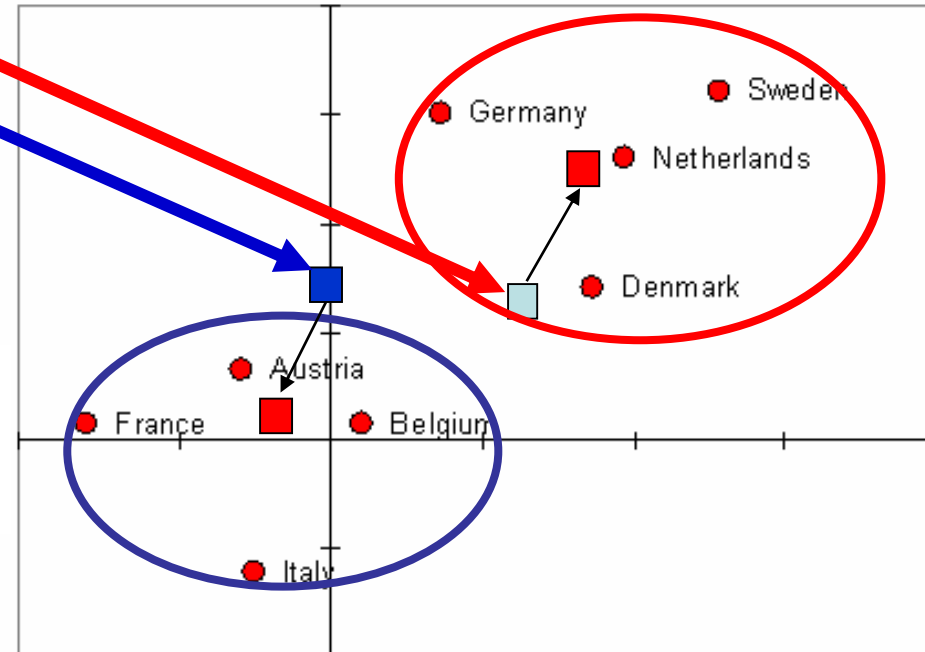 Sweden
Germany
Netherlands
Denmark
Austria
France
Belgium
Italy